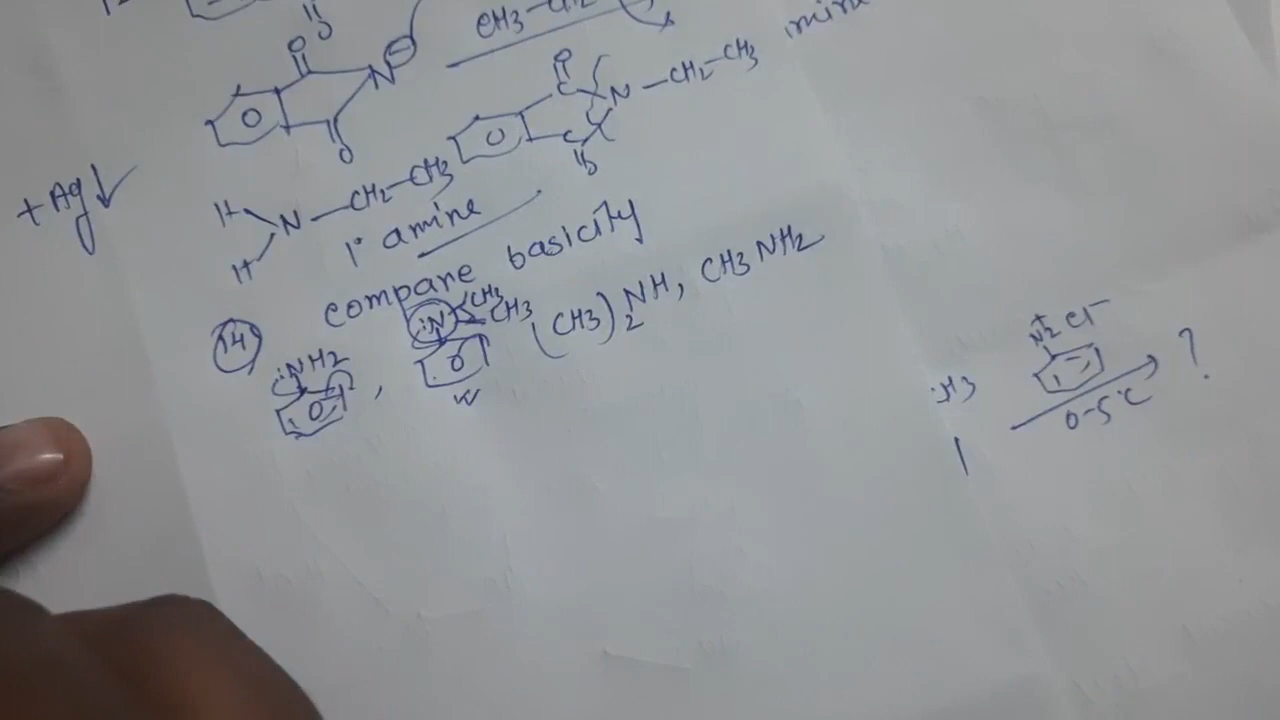 CH3-CH2
O
N
O
O
C N-CH2-CH3
C
O
+ Ag↓
H
N-CH2-CH3
H
1° amine
(14) compare basicity
:NH2 , :N CH3 CH3 (CH3)2NH, CH3NH2
N2+ Cl-
0-5°C ?